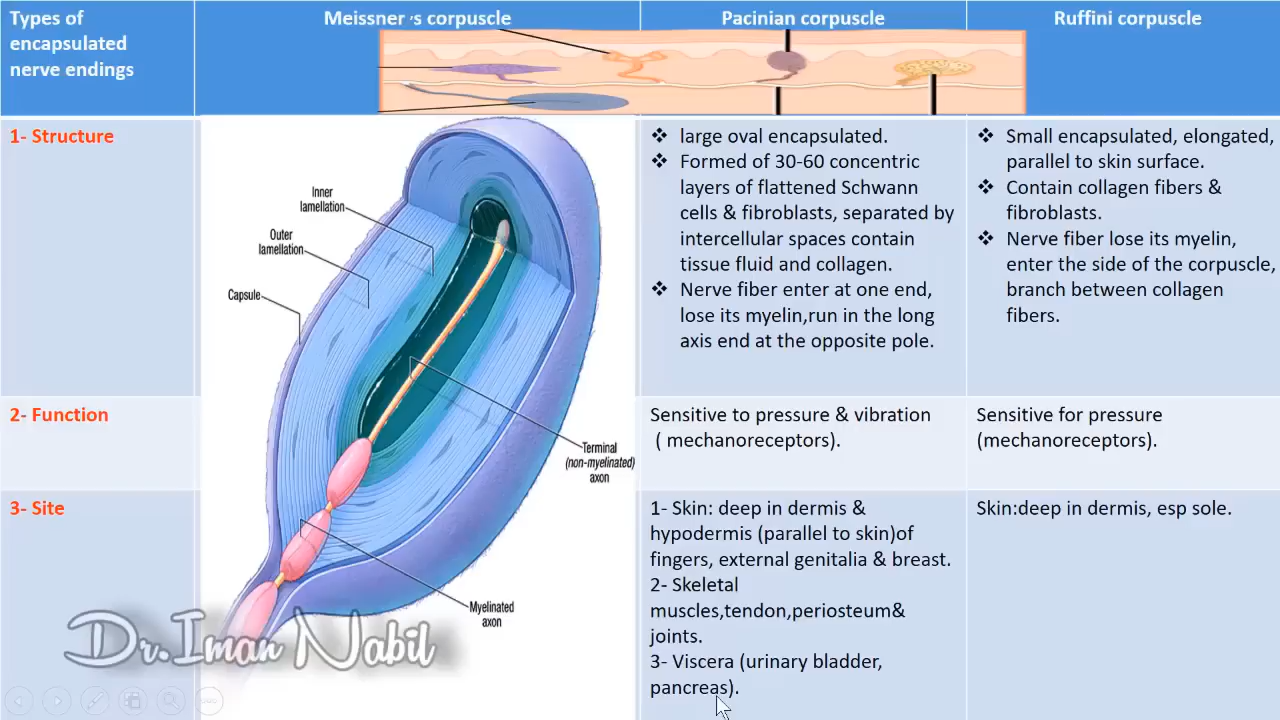 Types of
encapsulated
nerve endings
Meissner ʻs corpuscle
Pacinian corpuscle
Ruffini corpuscle
1- Structure
Inner
lamellation
Outer
lamellation
Capsule
Terminal
(non-myelinated)
axon
Myelinated
axon
❖ large oval encapsulated.
❖ Formed of 30-60 concentric
layers of flattened Schwann
cells & fibroblasts, separated by
intercellular spaces contain
tissue fluid and collagen.
❖ Nerve fiber enter at one end,
lose its myelin,run in the long
axis end at the opposite pole.
❖ Small encapsulated, elongated,
parallel to skin surface.
❖ Contain collagen fibers &
fibroblasts.
❖ Nerve fiber lose its myelin,
enter the side of the corpuscle,
branch between collagen
fibers.
2- Function
Sensitive to pressure & vibration
( mechanoreceptors).
Sensitive for pressure
(mechanoreceptors).
3- Site
1- Skin: deep in dermis &
hypodermis (parallel to skin)of
fingers, external genitalia & breast.
2- Skeletal
muscles,tendon,periosteum&
joints.
3- Viscera (urinary bladder,
pancreas).
Skin:deep in dermis, esp sole.
Dr.Iman Nabil